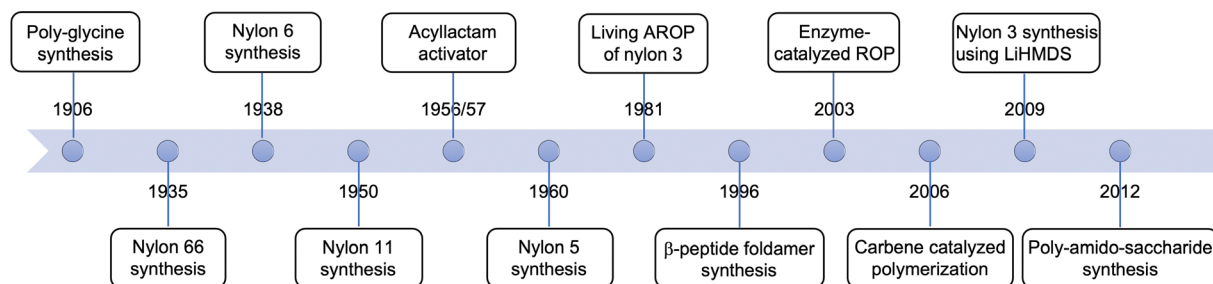 Poly-glycine
synthesis
1906
Nylon 6
synthesis
1938
Acyllactam
activator
1956/57
Living AROP
of nylon 3
1981
Enzyme-
catalyzed ROP
2003
Nylon 3 synthesis
using LiHMDS
2009
1935
Nylon 66
synthesis
1950
Nylon 11
synthesis
1960
Nylon 5
synthesis
1996
β-peptide foldamer
synthesis
2006
Carbene catalyzed
polymerization
2012
Poly-amido-saccharide
synthesis